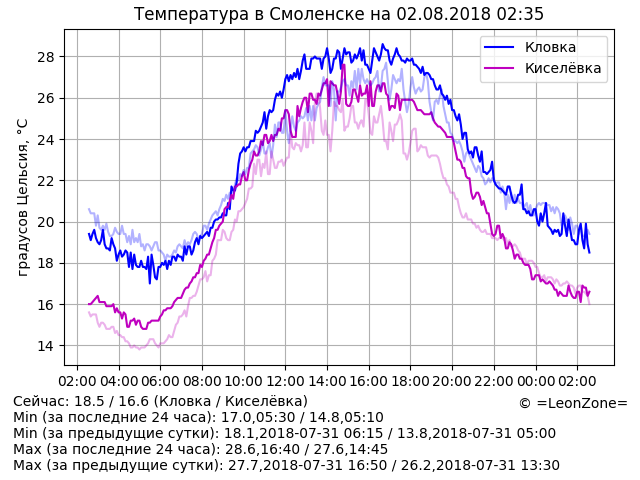 Температура в Смоленске на 02.08.2018 02:35
Кловка
Киселёвка
градусов Цельсия, °C
28
26
24
22
20
18
16
14
02:00 04:00 06:00 08:00 10:00 12:00 14:00 16:00 18:00 20:00 22:00 00:00 02:00
Сейчас: 18.5 / 16.6 (Кловка / Киселёвка)
© =LeonZone=
Min (за последние 24 часа): 17.0,05:30 / 14.8,05:10
Min (за предыдущие сутки): 18.1,2018-07-31 06:15 / 13.8,2018-07-31 05:00
Max (за последние 24 часа): 28.6,16:40 / 27.6,14:45
Max (за предыдущие сутки): 27.7,2018-07-31 16:50 / 26.2,2018-07-31 13:30